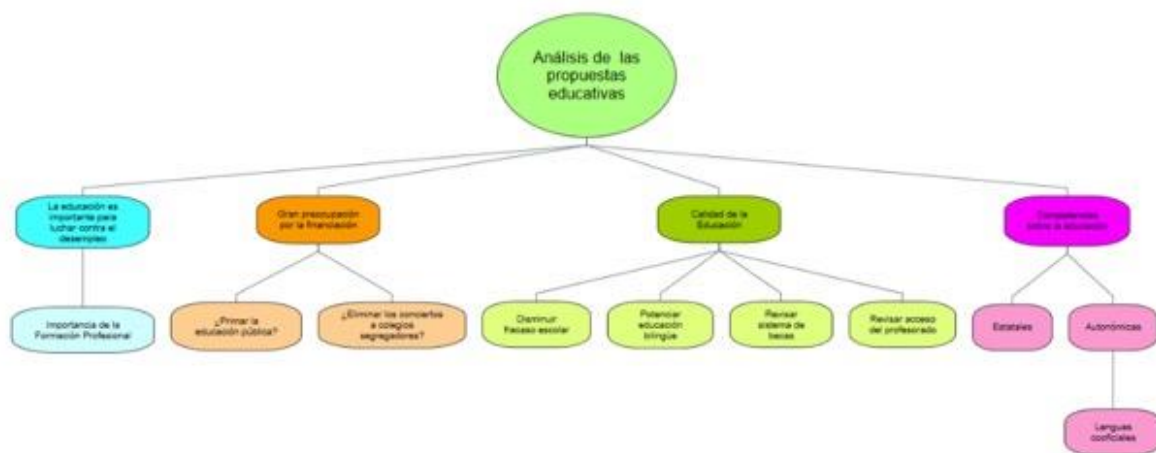 Análisis de las
propuestas
educativas
La educación es
importante para
luchar contra el
desempleo
Gran preocupación
por la financiación
Calidad de la
Educación
Competencias
sobre la educación
Importancia de la
Formación Profesional
¿Primar la
educación pública?
¿Eliminar los conciertos
a colegios
segregadores?
Disminuir
fracaso escolar
Potenciar
educación
bilingüe
Revisar
sistema de
becas
Revisar acceso
del profesorado
Estatales
Autonómicas
Lenguas
cooficiales